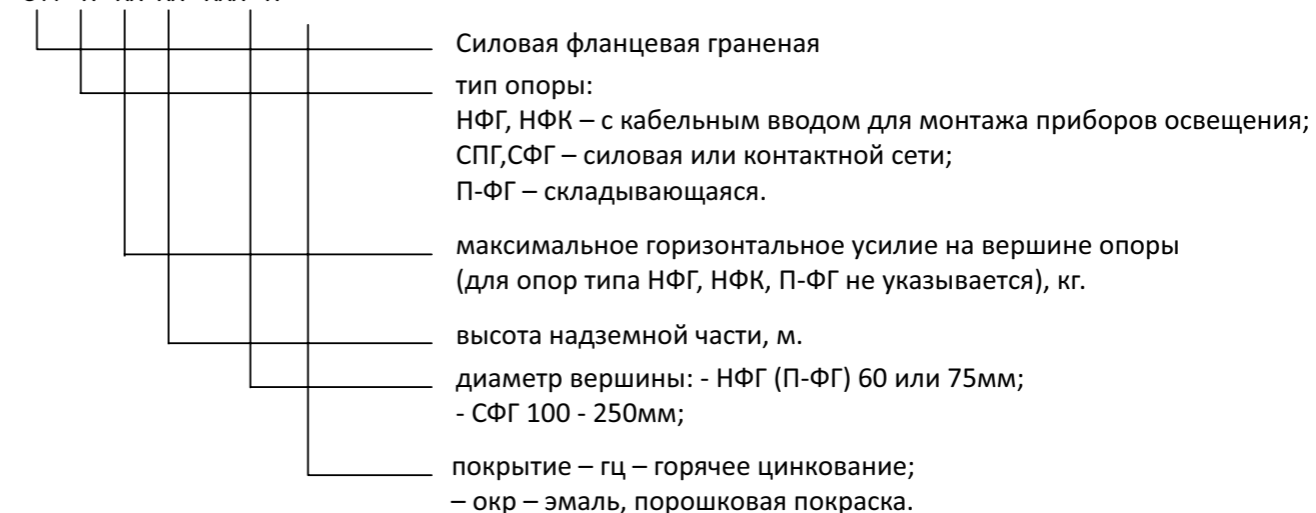 Силовая фланцевая граненая
тип опоры:
НФГ, НФК – с кабельным вводом для монтажа приборов освещения;
СПГ,СФГ – силовая или контактной сети;
П-ФГ – складывающаяся.
максимальное горизонтальное усилие на вершине опоры
(для опор типа НФГ, НФК, П-ФГ не указывается), кг.
высота надземной части, м.
диаметр вершины: - НФГ (П-ФГ) 60 или 75мм;
- СФГ 100 - 250мм;
покрытие – гц – горячее цинкование;
– окр – эмаль, порошковая покраска.